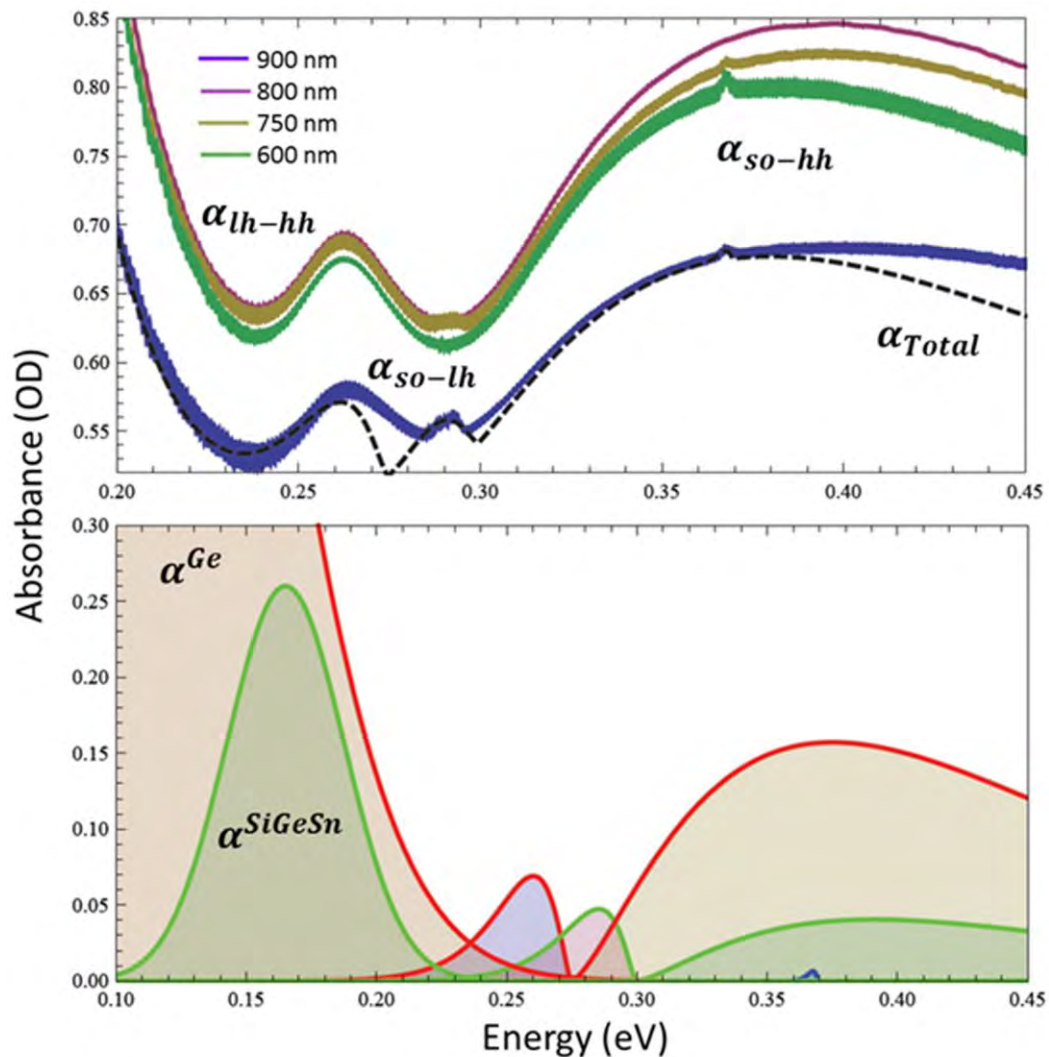 0.85
900 nm
800 nm
0.80
750 nm
600 nm
0.75
α_so−hh
α_lh−hh
0.70
0.65
α_so−lh
α_Total
0.60
0.55
0.20 0.25 0.30 0.35 0.40 0.45
Absorbance (OD)
0.30
α^Ge
0.25
0.20
0.15
α^SiGeSn
0.10
0.05
0.00
0.10 0.15 0.20 0.25 0.30 0.35 0.40 0.45
Energy (eV)